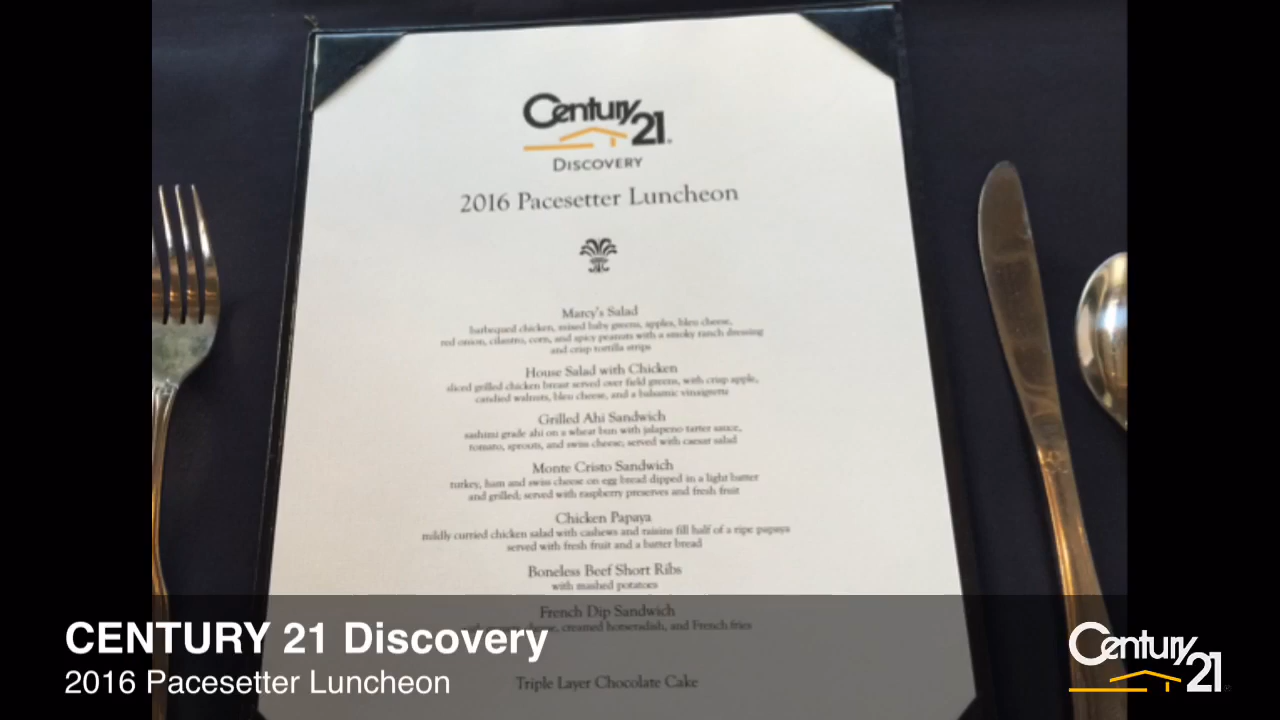 Century 21®
DISCOVERY
2016 Pacesetter Luncheon
Marcy's Salad
barbequed chicken, mixed baby greens, apples, bleu cheese,
red onion, cilantro, corn, and spicy peanuts with a smoky ranch dressing
and crisp tortilla strips
House Salad with Chicken
sliced grilled chicken breast served over field greens, with crisp apple,
candied walnuts, bleu cheese, and a balsamic vinaigrette
Grilled Ahi Sandwich
sashimi grade ahi on a wheat bun with jalapeno tarter sauce,
tomato, sprouts, and swiss cheese; served with caesar salad
Monte Cristo Sandwich
turkey, ham and swiss cheese on egg bread dipped in a light batter
and grilled; served with raspberry preserves and fresh fruit
Chicken Papaya
mildly curried chicken salad with cashews and raisins fill half of a ripe papaya
served with fresh fruit and a batter bread
Boneless Beef Short Ribs
with mashed potatoes
French Dip Sandwich
cheese, creamed horseradish, and French fries
Triple Layer Chocolate Cake
CENTURY 21 Discovery
2016 Pacesetter Luncheon
Century 21